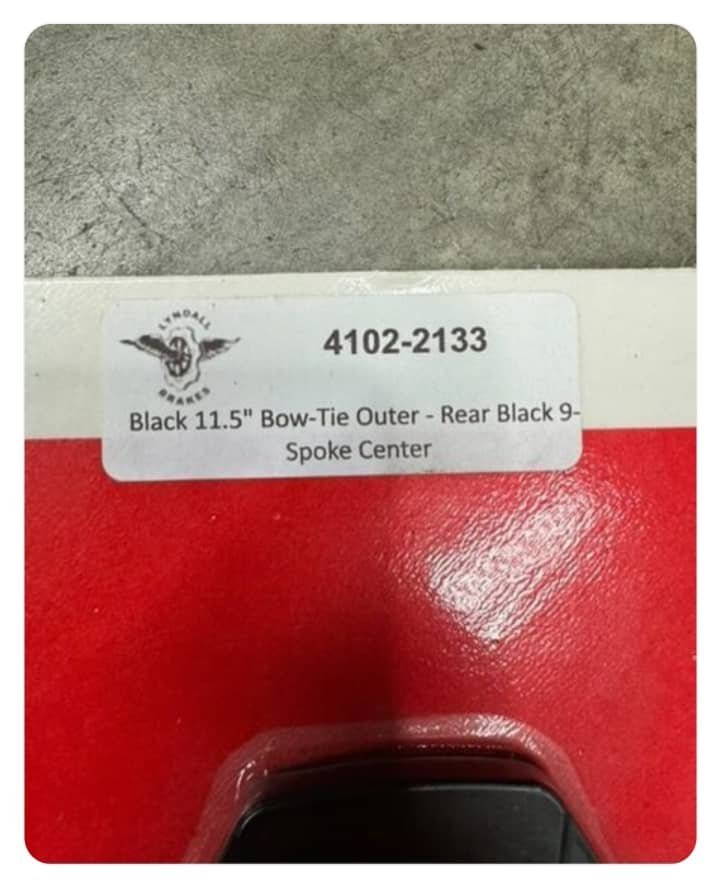 LYNDALL
BRAKES
4102-2133
Black 11.5" Bow-Tie Outer - Rear Black 9-
Spoke Center